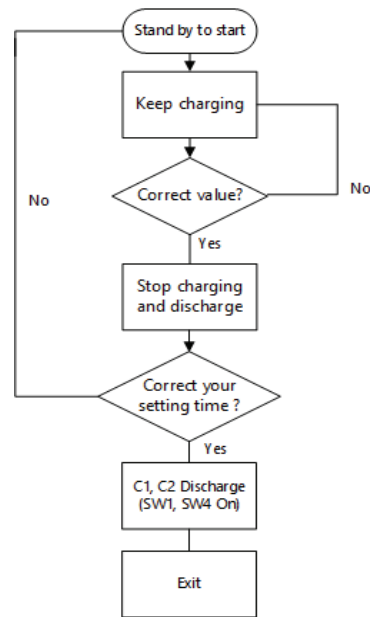 Stand by to start
Keep charging
Correct value?
No
No
Yes
Stop charging
and discharge
Correct your
setting time ?
Yes
C1, C2 Discharge
(SW1, SW4 On)
Exit